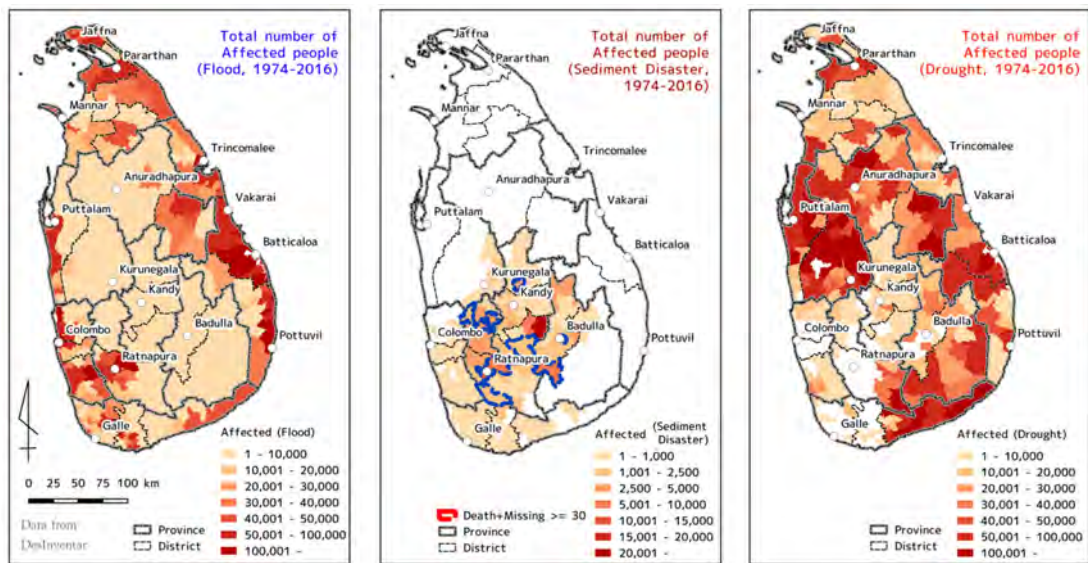 Total number of
Affected people
(Flood, 1974-2016)
Jaffna
Pararthan
Mannar
Trincomalee
Anuradhapura
Vakarai
Puttalam
Batticaloa
Kurunegala
Kandy
Colombo
Badulla
Pottuvil
Ratnapura
Galle
Affected (Flood)
1 - 10,000
10,001 - 20,000
20,001 - 30,000
30,001 - 40,000
40,001 - 50,000
50,001 - 100,000
100,001 -
0 25 50 75 100 km
Dara from
DesInventar
Province
District
Total number of
Affected people
(Sediment Disaster,
1974-2016)
Jaffna
Pararthan
Mannar
Trincomalee
Anuradhapura
Vakarai
Puttalam
Batticaloa
Kurunegala
Kandy
Colombo
Badulla
Pottuvil
Ratnapura
Galle
Affected (Sediment
Disaster)
1 - 1,000
1,001 - 2,500
2,500 - 5,000
5,001 - 10,000
10,001 - 15,000
15,001 - 20,000
20,001 -
Death+Missing >= 30
Province
District
Total number of
Affected people
(Drought, 1974-2016)
Jaffna
Pararthan
Mannar
Trincomalee
Anuradhapura
Vakarai
Puttalam
Batticaloa
Kurunegala
Kandy
Colombo
Badulla
Pottuvil
Ratnapura
Galle
Affected (Drought)
1 - 10,000
10,001 - 20,000
20,001 - 30,000
30,001 - 40,000
40,001 - 50,000
50,001 - 100,000
100,001 -
Province
District